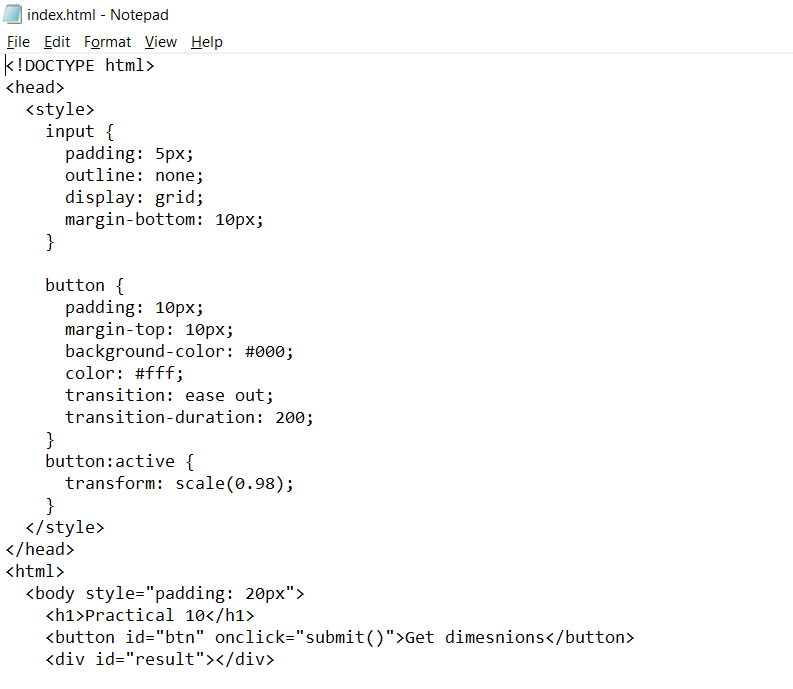 index.html - Notepad
File Edit Format View Help
<!DOCTYPE html>
<head>
  <style>
    input {
      padding: 5px;
      outline: none;
      display: grid;
      margin-bottom: 10px;
    }

    button {
      padding: 10px;
      margin-top: 10px;
      background-color: #000;
      color: #fff;
      transition: ease out;
      transition-duration: 200;
    }
    button:active {
      transform: scale(0.98);
    }
  </style>
</head>
<html>
  <body style="padding: 20px">
    <h1>Practical 10</h1>
    <button id="btn" onclick="submit()">Get dimesnions</button>
    <div id="result"></div>